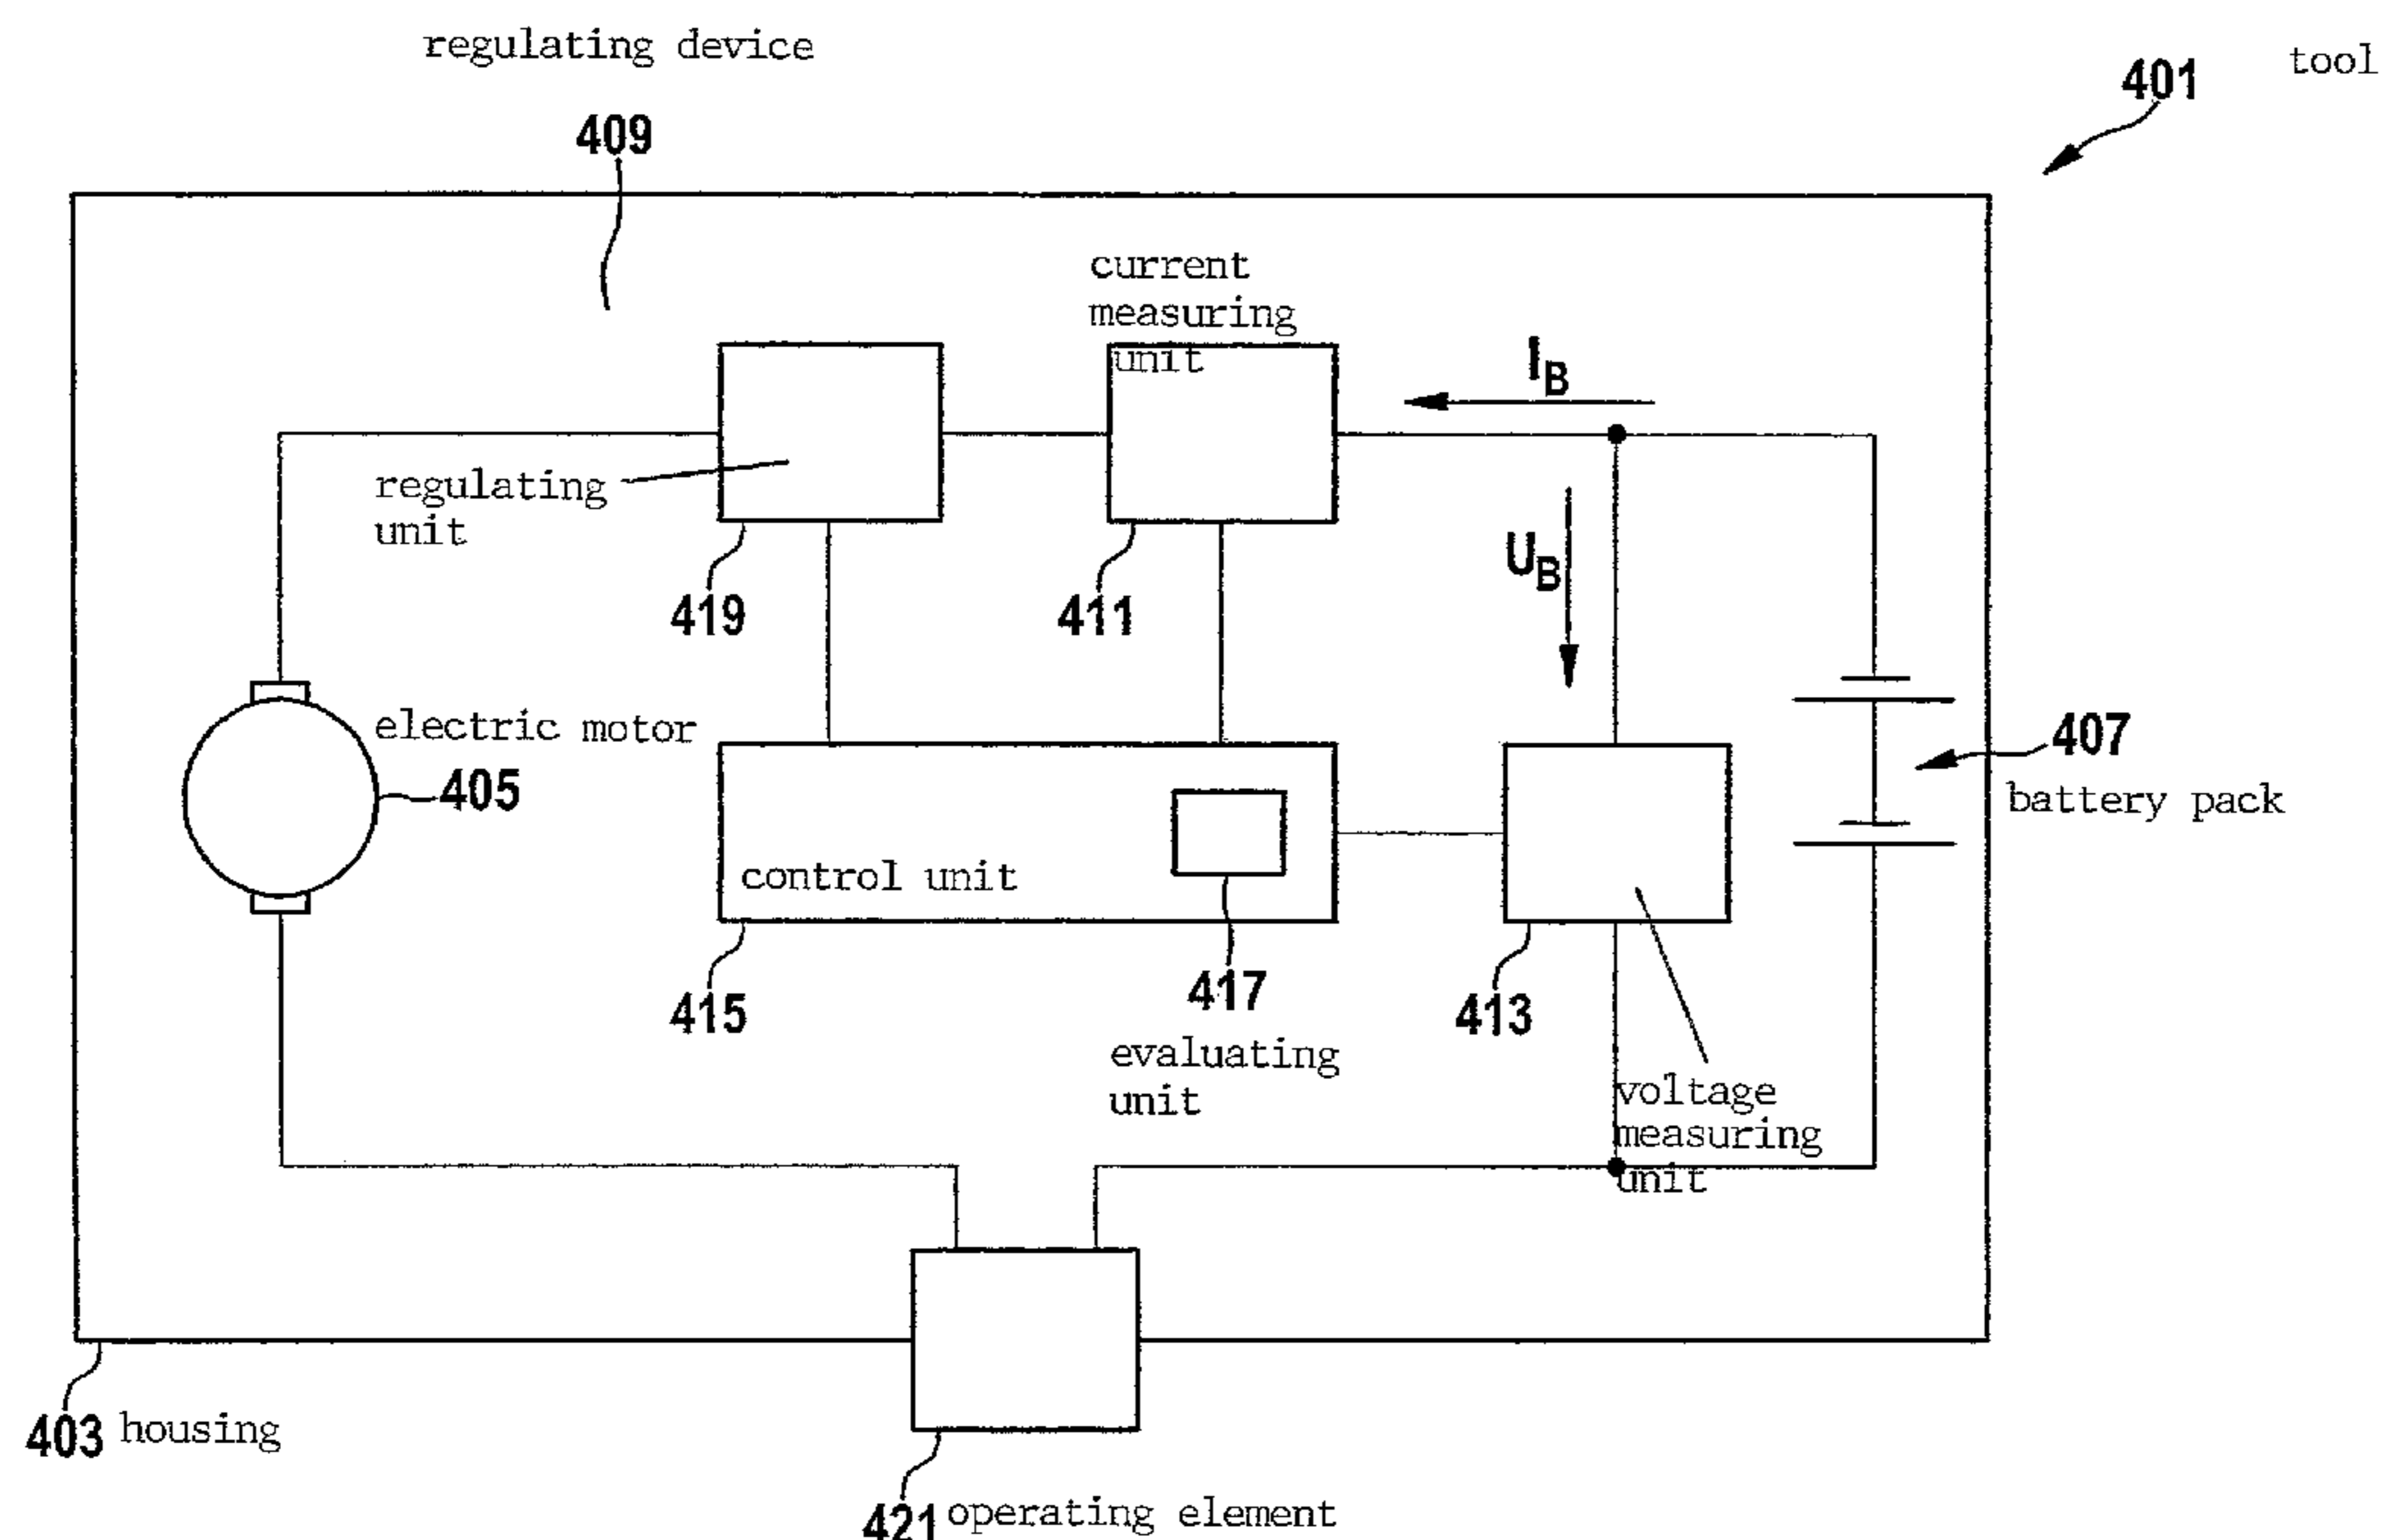 regulating device
tool
401
409
current
measuring
unit
I_B
regulating
unit
U_B
419
411
electric motor
405
407
battery pack
control unit
415
417
413
evaluating
unit
voltage
measuring
unit
403 housing
421 operating element